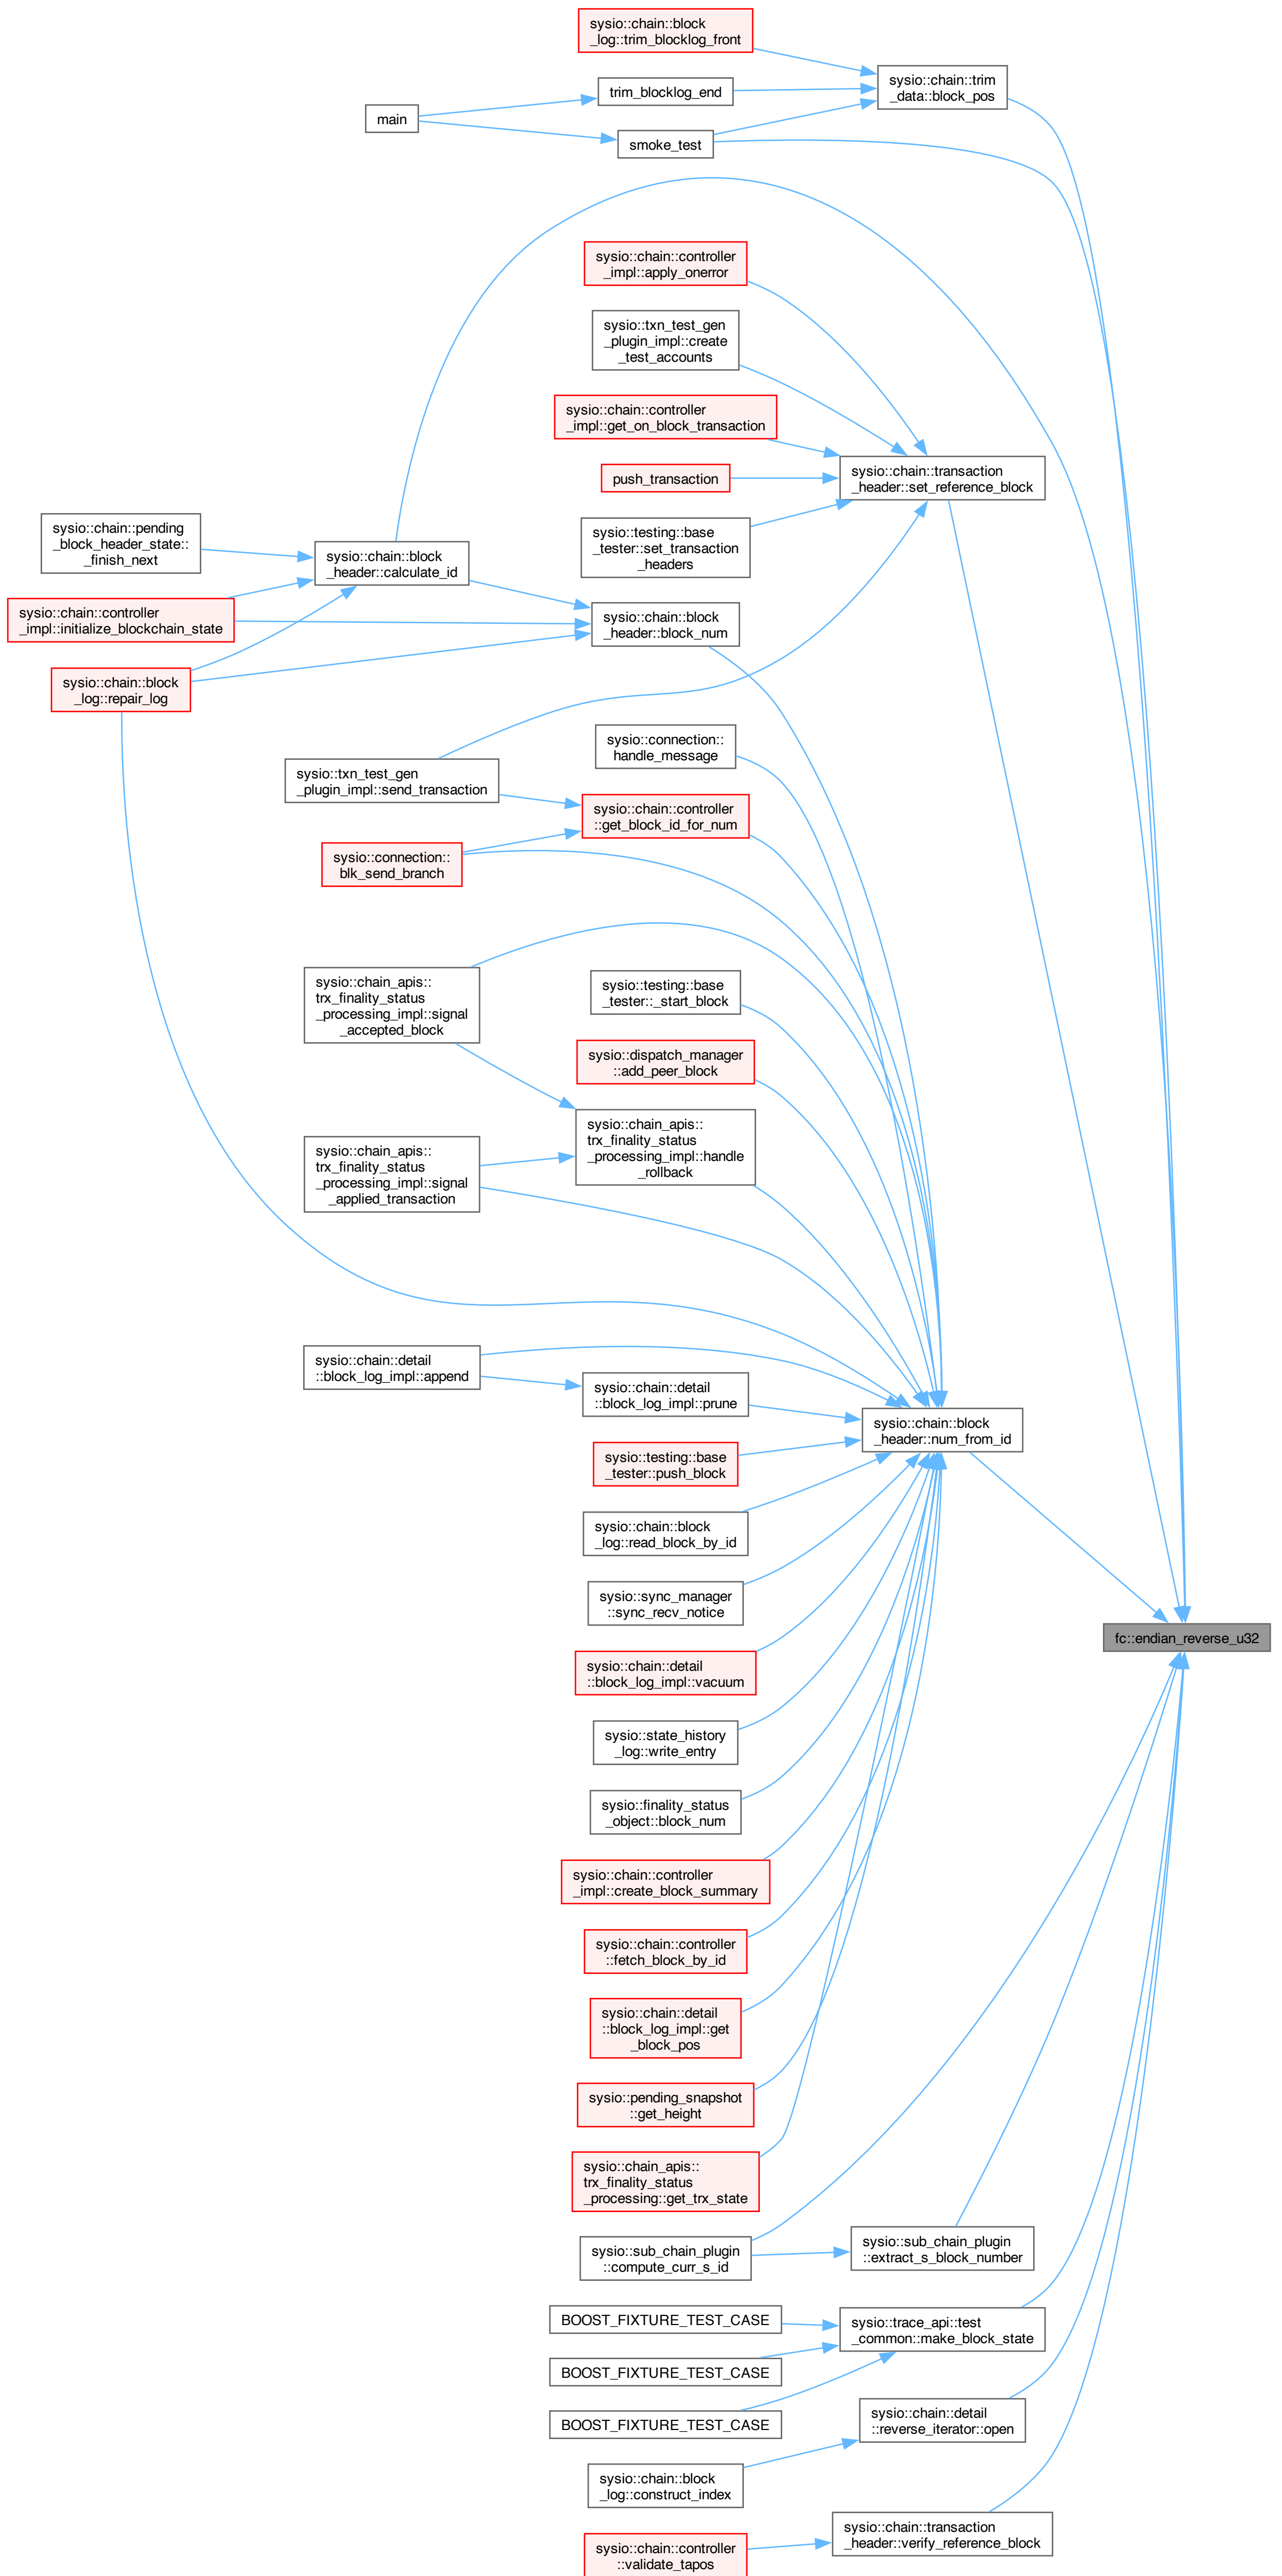 sysio::chain::block
_log::trim_blocklog_front
sysio::chain::trim
_data::block_pos
trim_blocklog_end
main
smoke_test
sysio::chain::controller
_impl::apply_onerror
sysio::txn_test_gen
_plugin_impl::create
_test_accounts
sysio::chain::controller
_impl::get_on_block_transaction
sysio::chain::transaction
_header::set_reference_block
push_transaction
sysio::testing::base
_tester::set_transaction
_headers
sysio::chain::pending
_block_header_state::
_finish_next
sysio::chain::block
_header::calculate_id
sysio::chain::controller
_impl::initialize_blockchain_state
sysio::chain::block
_header::block_num
sysio::chain::block
_log::repair_log
sysio::connection::
handle_message
sysio::txn_test_gen
_plugin_impl::send_transaction
sysio::chain::controller
::get_block_id_for_num
sysio::connection::
blk_send_branch
sysio::chain_apis::
trx_finality_status
_processing_impl::signal
_accepted_block
sysio::testing::base
_tester::_start_block
sysio::dispatch_manager
::add_peer_block
sysio::chain_apis::
trx_finality_status
_processing_impl::handle
_rollback
sysio::chain_apis::
trx_finality_status
_processing_impl::signal
_applied_transaction
sysio::chain::detail
::block_log_impl::append
sysio::chain::detail
::block_log_impl::prune
sysio::chain::block
_header::num_from_id
sysio::testing::base
_tester::push_block
sysio::chain::block
_log::read_block_by_id
sysio::sync_manager
::sync_recv_notice
fc::endian_reverse_u32
sysio::chain::detail
::block_log_impl::vacuum
sysio::state_history
_log::write_entry
sysio::finality_status
_object::block_num
sysio::chain::controller
_impl::create_block_summary
sysio::chain::controller
::fetch_block_by_id
sysio::chain::detail
::block_log_impl::get
_block_pos
sysio::pending_snapshot
::get_height
sysio::chain_apis::
trx_finality_status
_processing::get_trx_state
sysio::sub_chain_plugin
::compute_curr_s_id
sysio::sub_chain_plugin
::extract_s_block_number
BOOST_FIXTURE_TEST_CASE
sysio::trace_api::test
_common::make_block_state
BOOST_FIXTURE_TEST_CASE
BOOST_FIXTURE_TEST_CASE
sysio::chain::detail
::reverse_iterator::open
sysio::chain::block
_log::construct_index
sysio::chain::transaction
_header::verify_reference_block
sysio::chain::controller
::validate_tapos